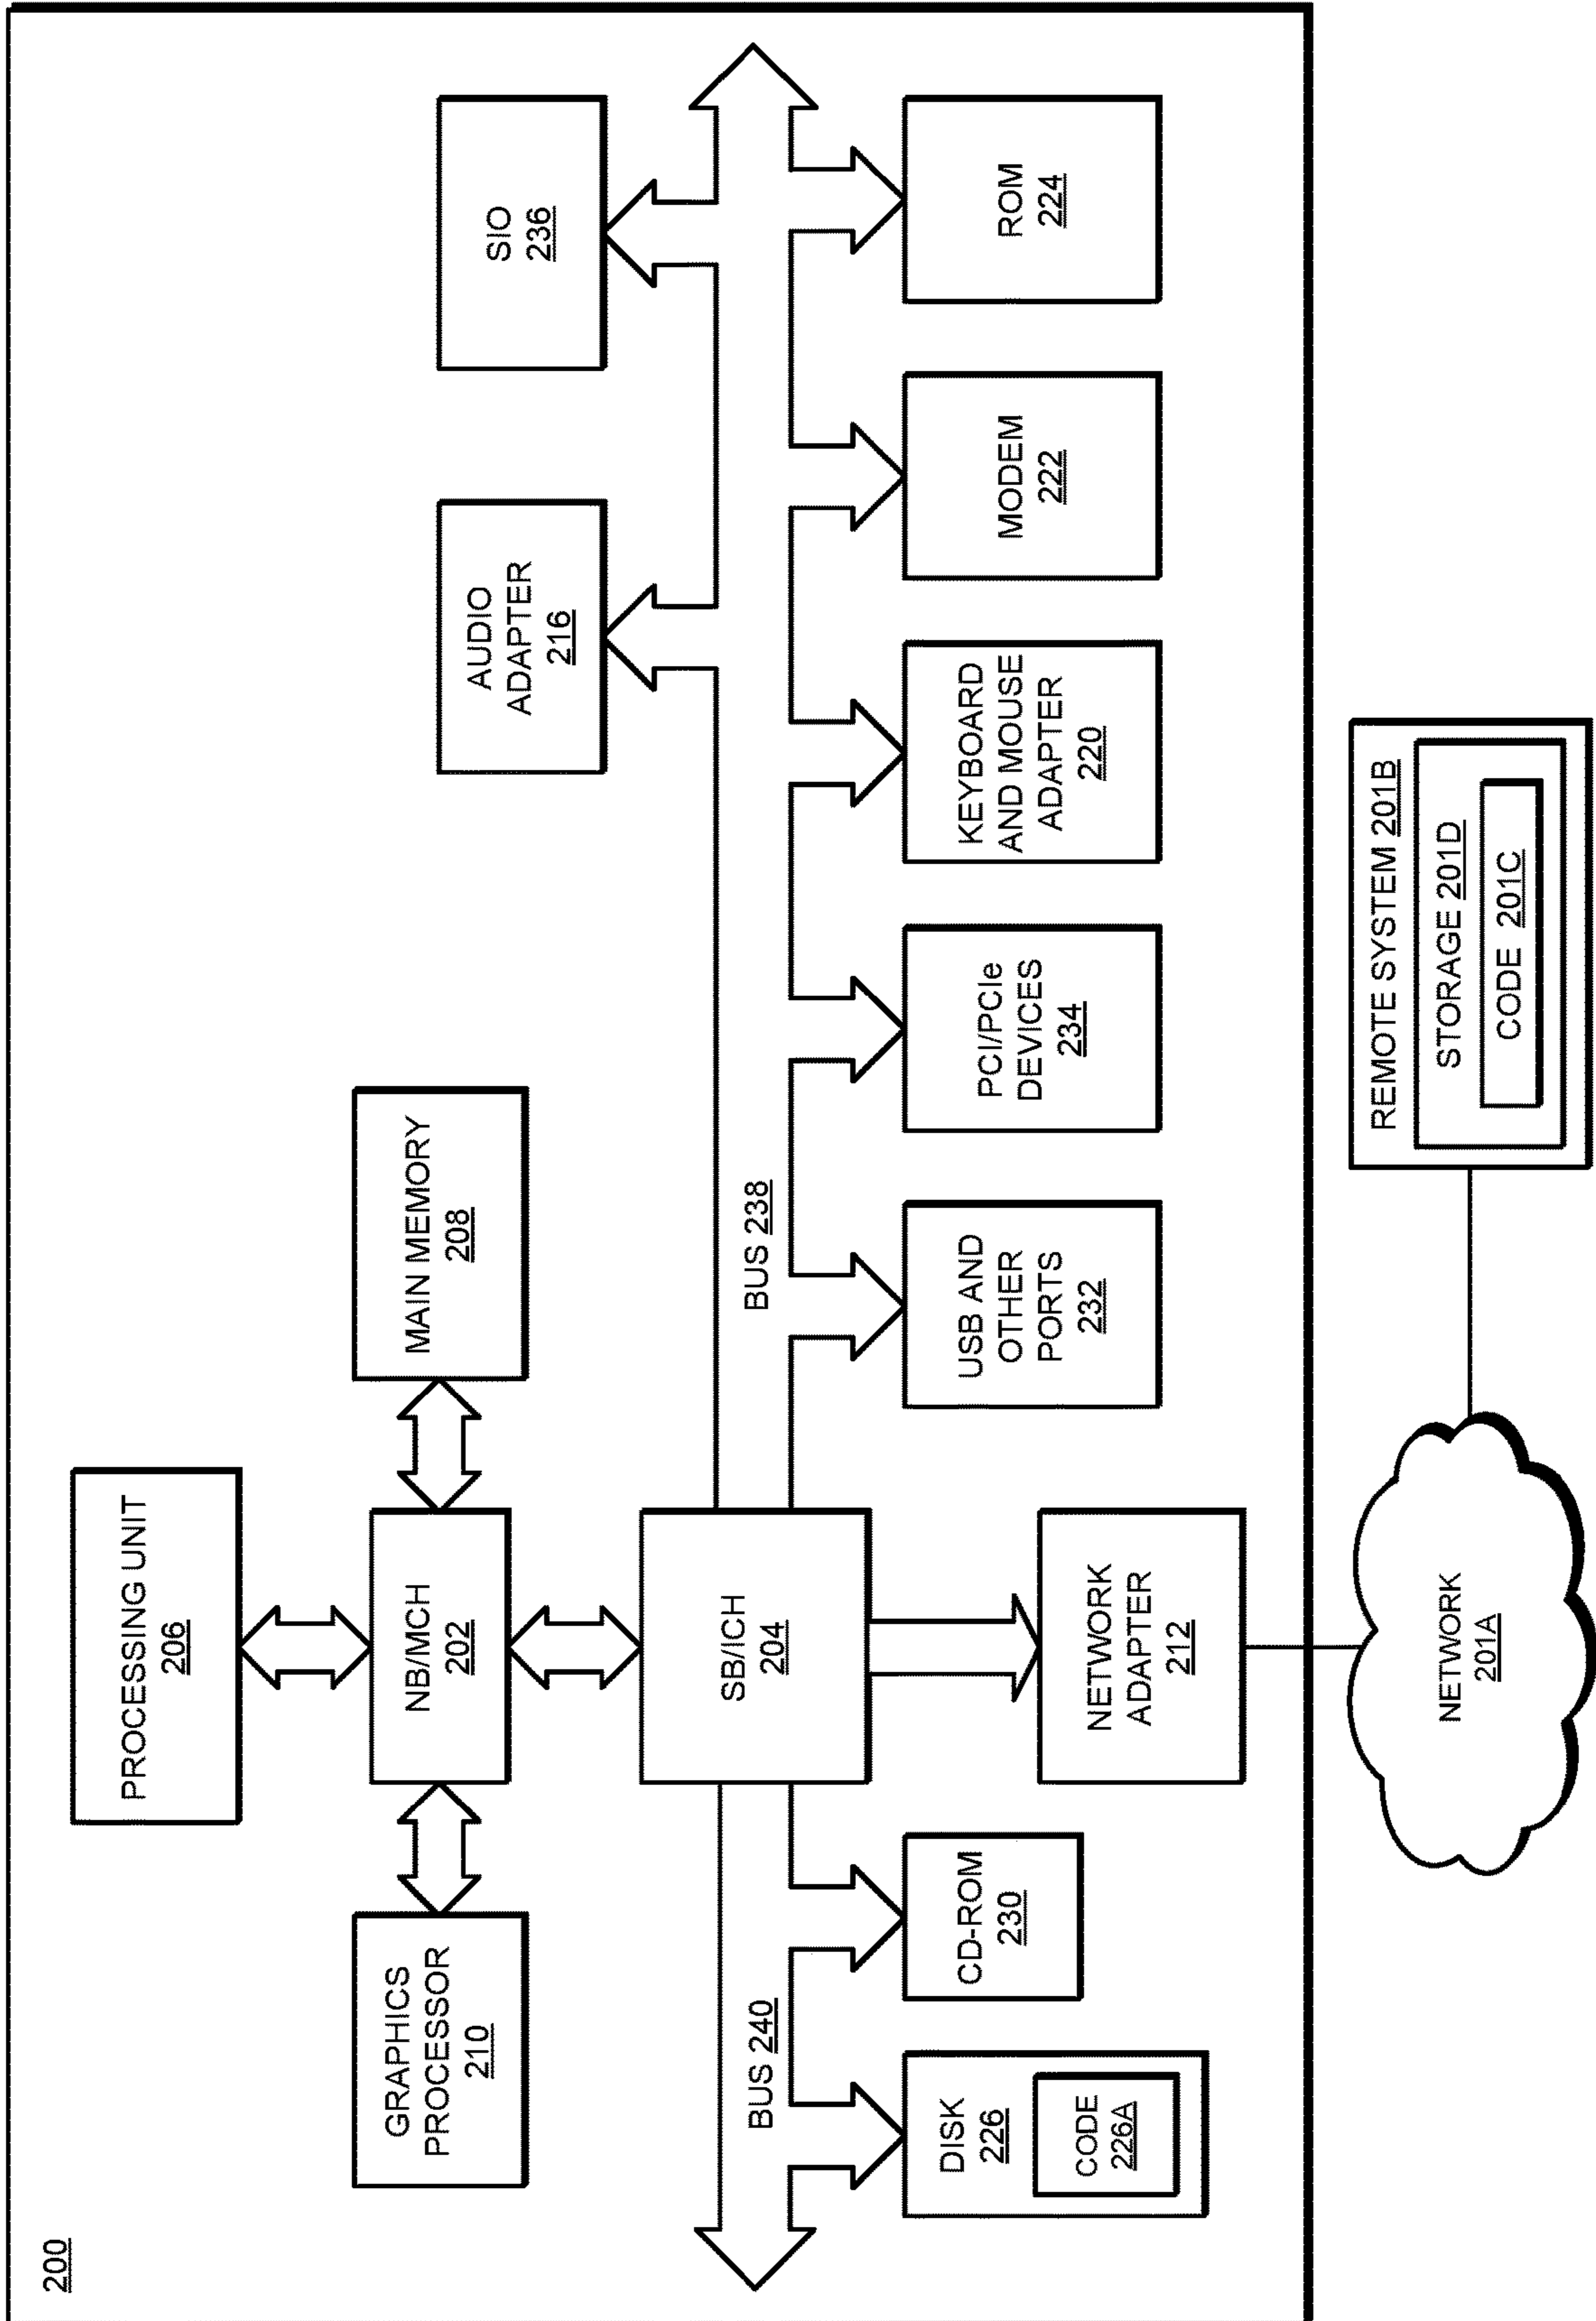 200
PROCESSING UNIT
206
GRAPHICS
PROCESSOR
210
NB/MCH
202
MAIN MEMORY
208
AUDIO
ADAPTER
216
SIO
236
SB/ICH
204
BUS 240
BUS 238
DISK
226
CODE
226A
CD-ROM
230
NETWORK
ADAPTER
212
USB AND
OTHER
PORTS
232
PCI/PCIe
DEVICES
234
KEYBOARD
AND MOUSE
ADAPTER
220
MODEM
222
ROM
224
NETWORK
201A
REMOTE SYSTEM 201B
STORAGE 201D
CODE 201C